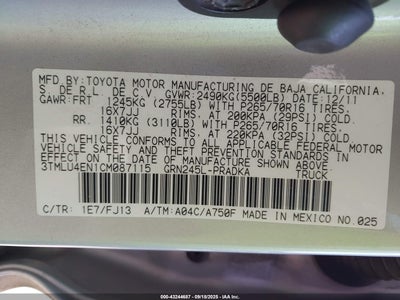 MFD.BY:TOYOTA MOTOR MANUFACTURING DE BAJA CALIFORNIA,
S. DE R.L. DE C.V. GVWR:2490KG(5500LB) DATE:12/11
GAWR:FRT 1245KG (2755LB) WITH P265/70R16 TIRES,
16X7JJ RIMS, AT 200KPA (29PSI) COLD.
RR. 1410KG (3110LB) WITH P265/70R16 TIRES,
16X7JJ RIMS, AT 220KPA (32PSI) COLD.
THIS VEHICLE CONFORMS TO ALL APPLICABLE FEDERAL MOTOR
VEHICLE SAFETY AND THEFT PREVENTION STANDARDS IN
EFFECT ON THE DATE OF MANUFACTURE SHOWN ABOVE.
3TMLU4EN1CM087115 GRN245L-PRADKA TRUCK
C/TR: 1E7/FJ13 A/TM:A04C/A750F MADE IN MEXICO NO.025
000-43244687 - 09/18/2025 - IAA